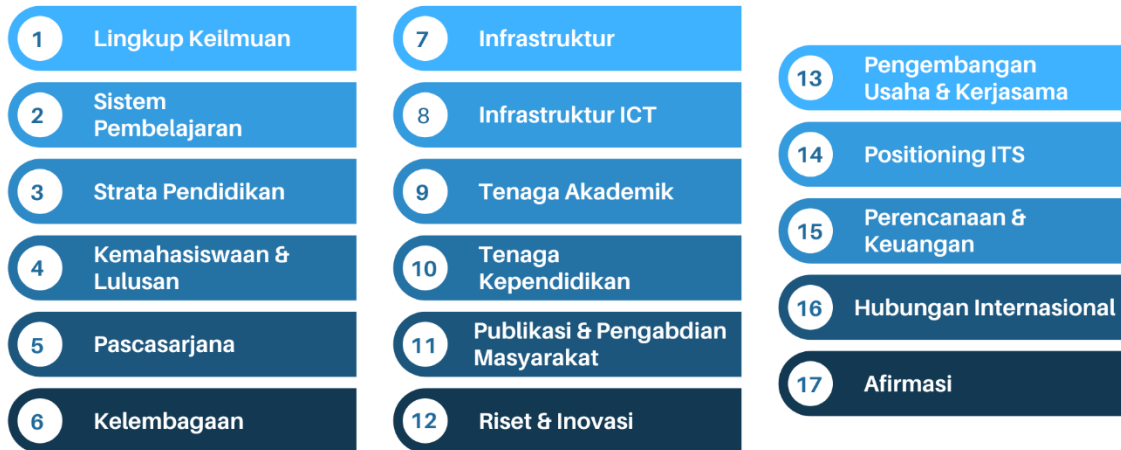 1 Lingkup Keilmuan
2 Sistem
Pembelajaran
3 Strata Pendidikan
4 Kemahasiswaan &
Lulusan
5 Pascasarjana
6 Kelembagaan
7 Infrastruktur
8 Infrastruktur ICT
9 Tenaga Akademik
10 Tenaga
Kependidikan
11 Publikasi & Pengabdian
Masyarakat
12 Riset & Inovasi
13 Pengembangan
Usaha & Kerjasama
14 Positioning ITS
15 Perencanaan &
Keuangan
16 Hubungan Internasional
17 Afirmasi